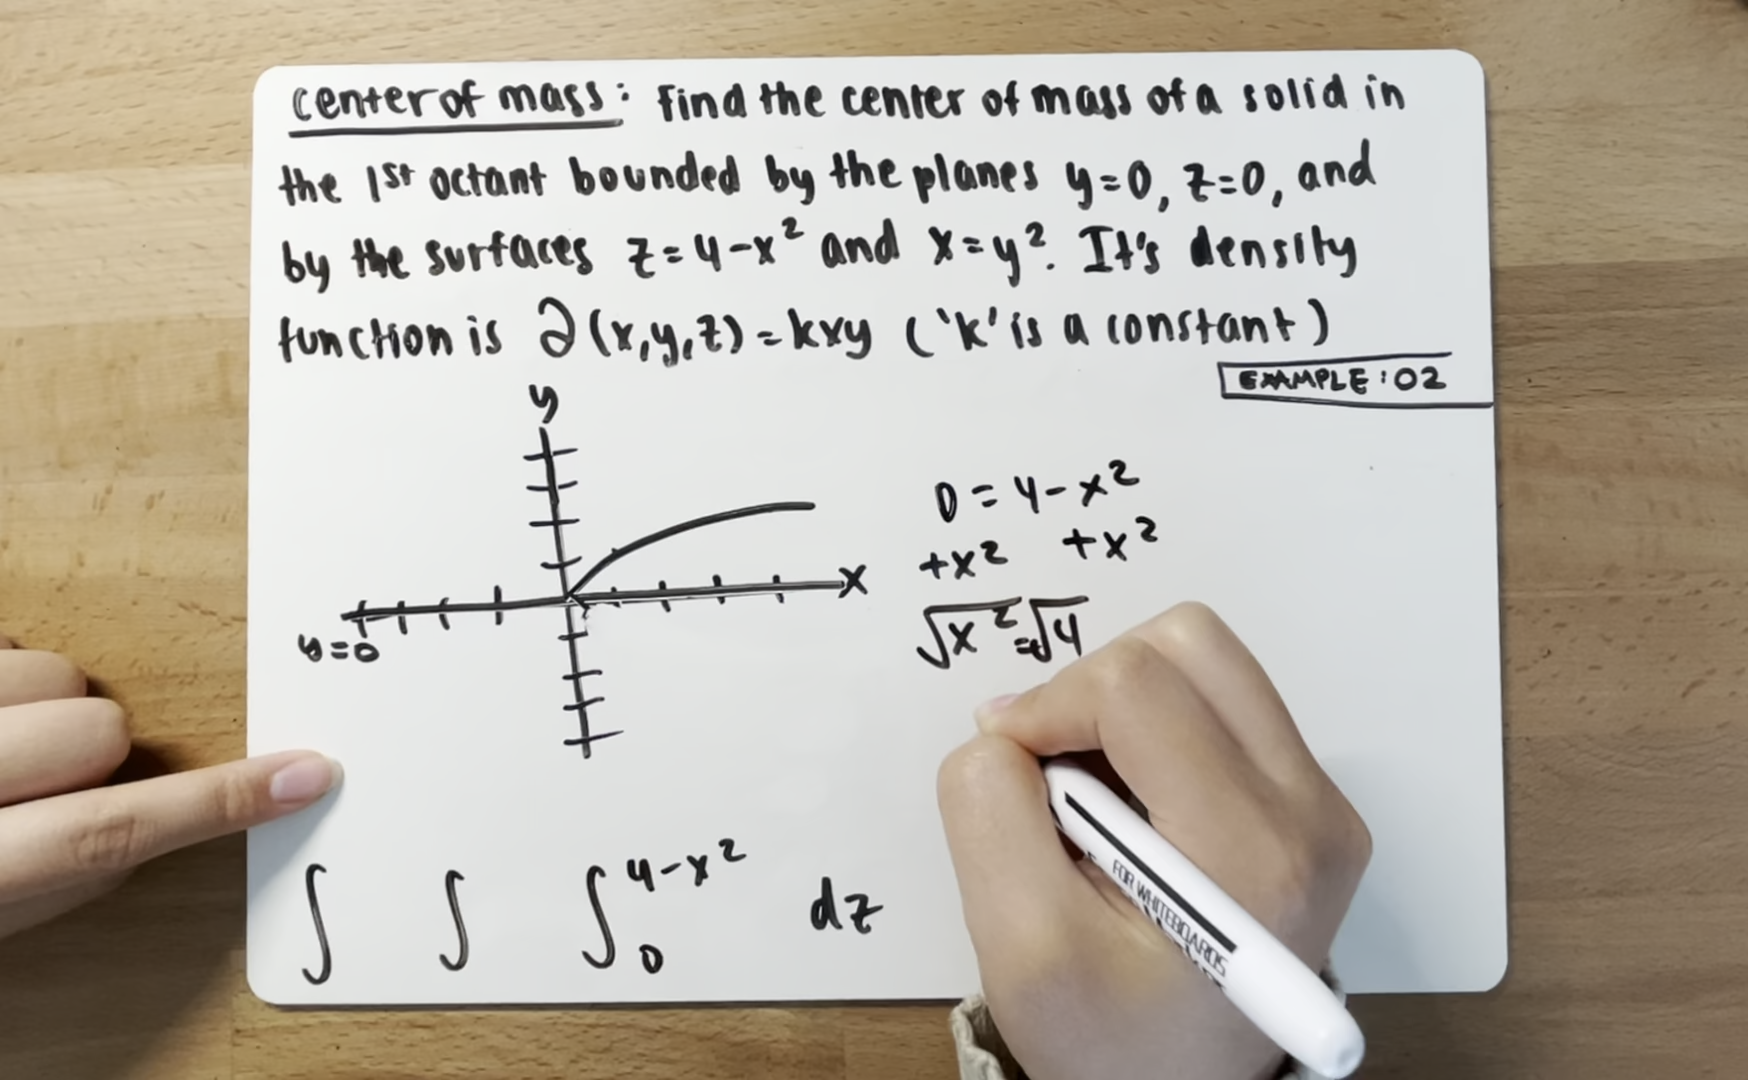 center of mass: Find the center of mass of a solid in
the 1st octant bounded by the planes y=0, z=0, and
by the surfaces z=4-x² and x=y². It's density
function is ∂(x,y,z)=kxy ('k' is a constant)
EXAMPLE:02
y
x
y=0
0=4-x²
+x² +x²
√x²=√4
∫ ∫ ∫₀⁴⁻ˣ² dz
FOR WHITEBOARDS